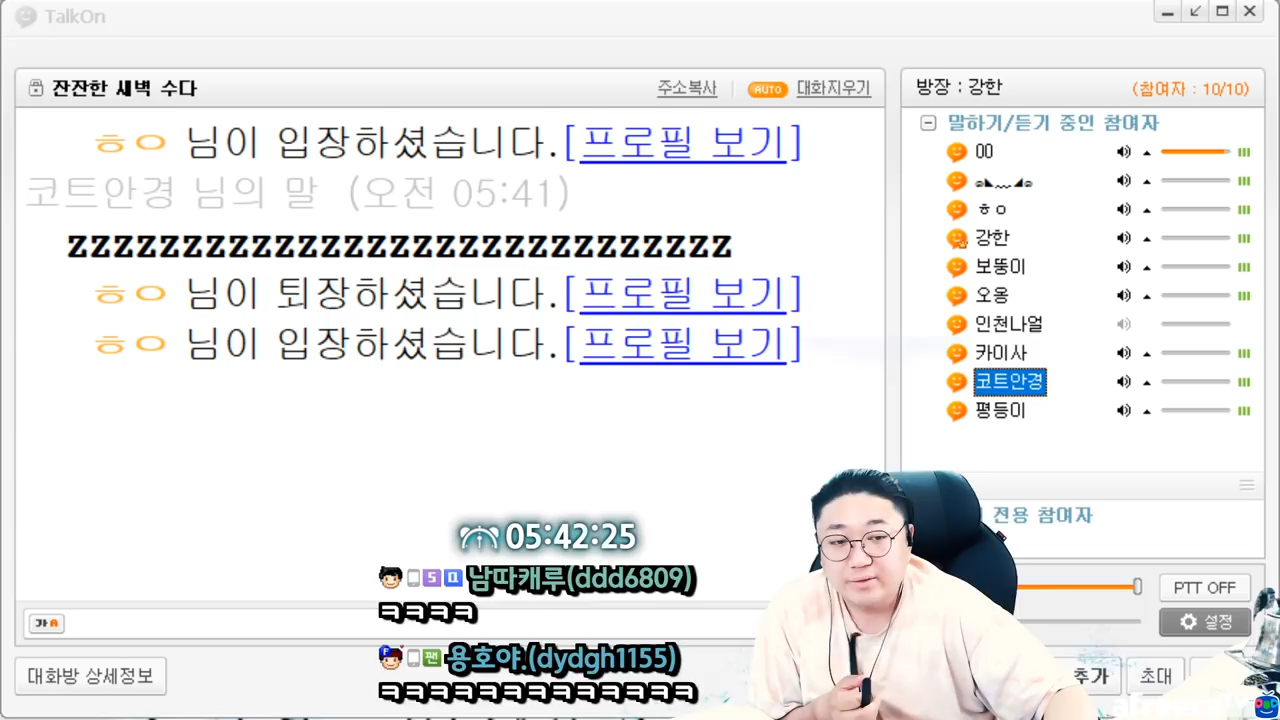 TalkOn
잔잔한 새벽 수다
주소복사
AUTO
대화지우기
ㅎㅇ 님이 입장하셨습니다.[프로필 보기]
코트안경 님의 말 (오전 05:41)
zzzzzzzzzzzzzzzzzzzzzzzzzzzzz
ㅎㅇ 님이 퇴장하셨습니다.[프로필 보기]
ㅎㅇ 님이 입장하셨습니다.[프로필 보기]
방장 : 강한
(참여자 : 10/10)
말하기/듣기 중인 참여자
00
ㅎㅇ
강한
보뚱이
오옹
인천나얼
카이사
코트안경
평등이
전용 참여자
PTT OFF
설정
추가
초대
05:42:25
5
남따캐루(ddd6809)
ㅋㅋㅋㅋ
팬
용호야.(dydgh1155)
ㅋㅋㅋㅋㅋㅋㅋㅋㅋㅋㅋㅋㅋ
가A
대화방 상세정보